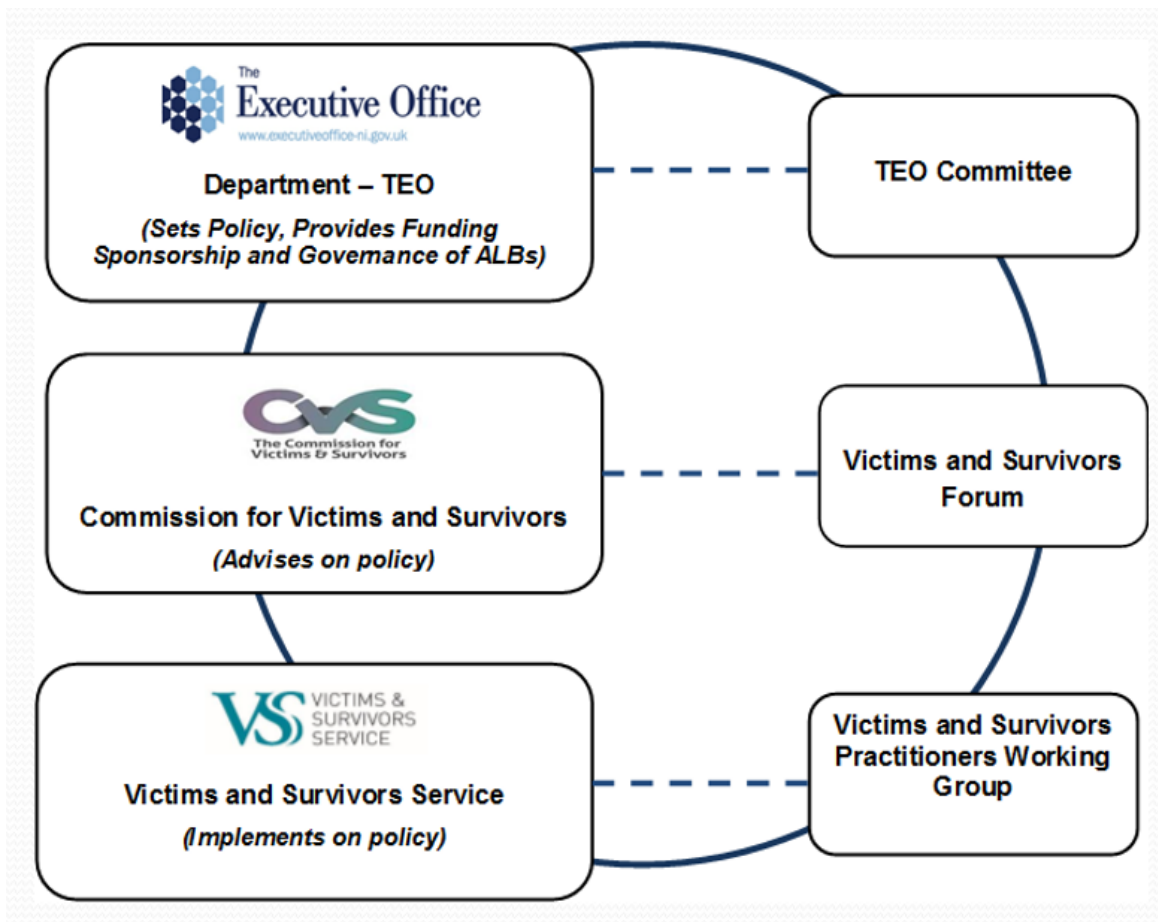 The
Executive Office
www.executiveoffice-ni.gov.uk
Department – TEO
(Sets Policy, Provides Funding
Sponsorship and Governance of ALBs)
TEO Committee
CVS
The Commission for
Victims & Survivors
Commission for Victims and Survivors
(Advises on policy)
Victims and Survivors
Forum
VSS
VICTIMS &
SURVIVORS
SERVICE
Victims and Survivors Service
(Implements on policy)
Victims and Survivors
Practitioners Working
Group